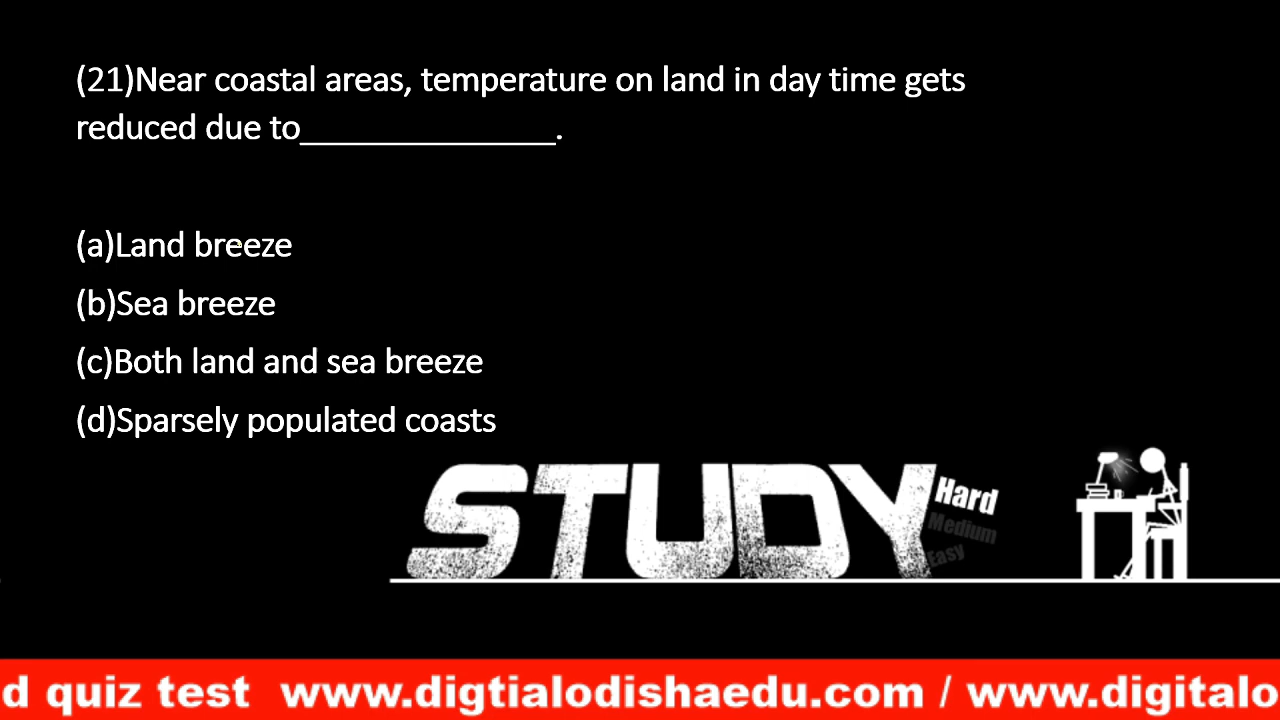 (21)Near coastal areas, temperature on land in day time gets
reduced due to______________.
(a)Land breeze
(b)Sea breeze
(c)Both land and sea breeze
(d)Sparsely populated coasts
STUDY
Hard
Medium
Easy
d quiz test www.digtialodishaedu.com / www.digitalo